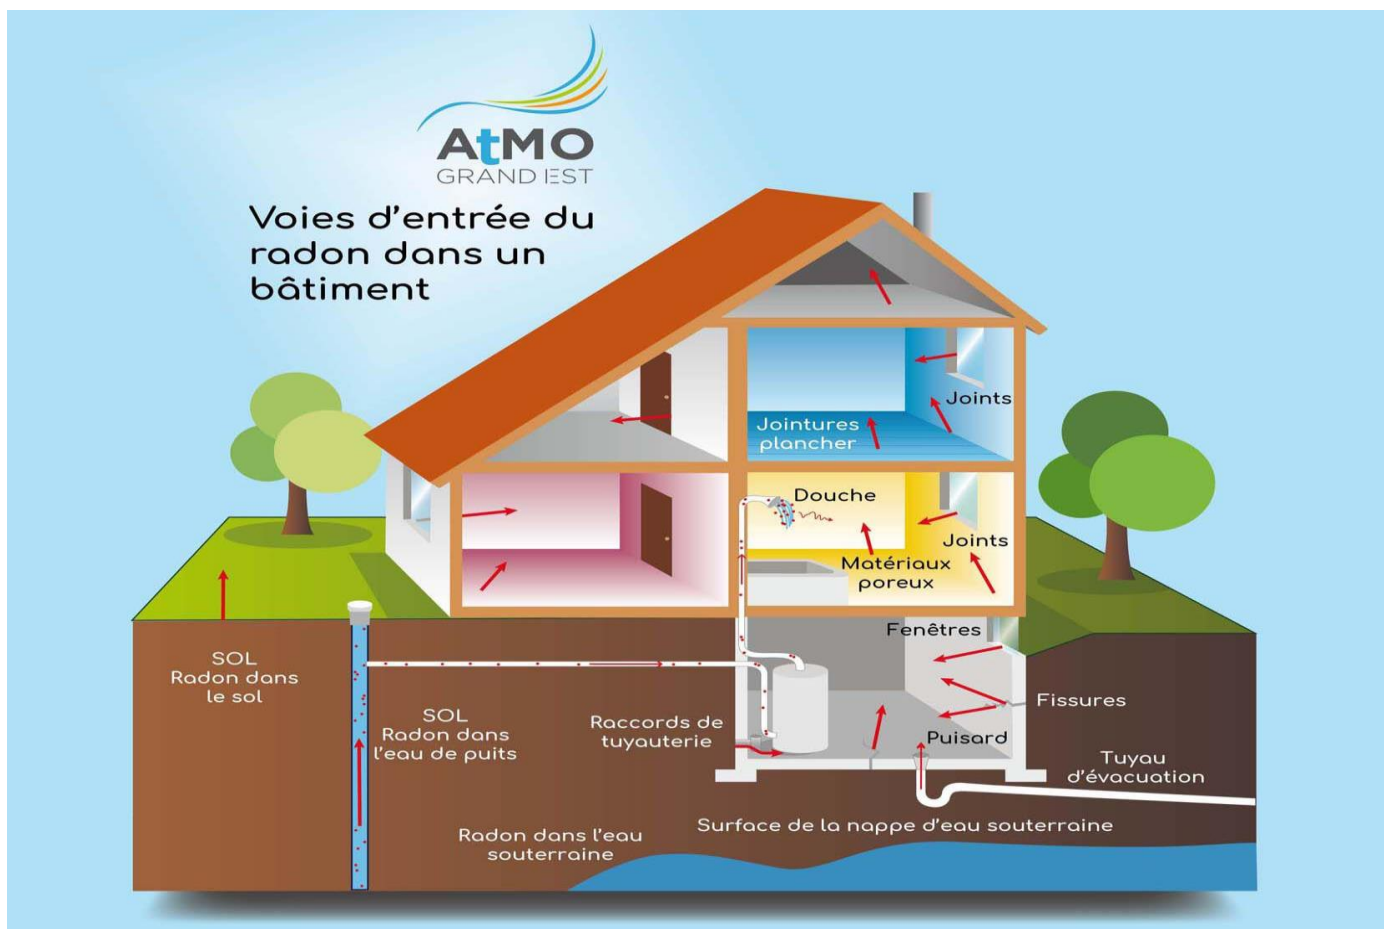 AtMO
GRAND EST
Voies d'entrée du
radon dans un
bâtiment
Joints
Jointures
plancher
Douche
Joints
Matériaux
poreux
Fenêtres
SOL
Radon dans
le sol
SOL
Radon dans
l'eau de puits
Raccords de
tuyauterie
Fissures
Puisard
Tuyau
d'évacuation
Surface de la nappe d'eau souterraine
Radon dans l'eau
souterraine